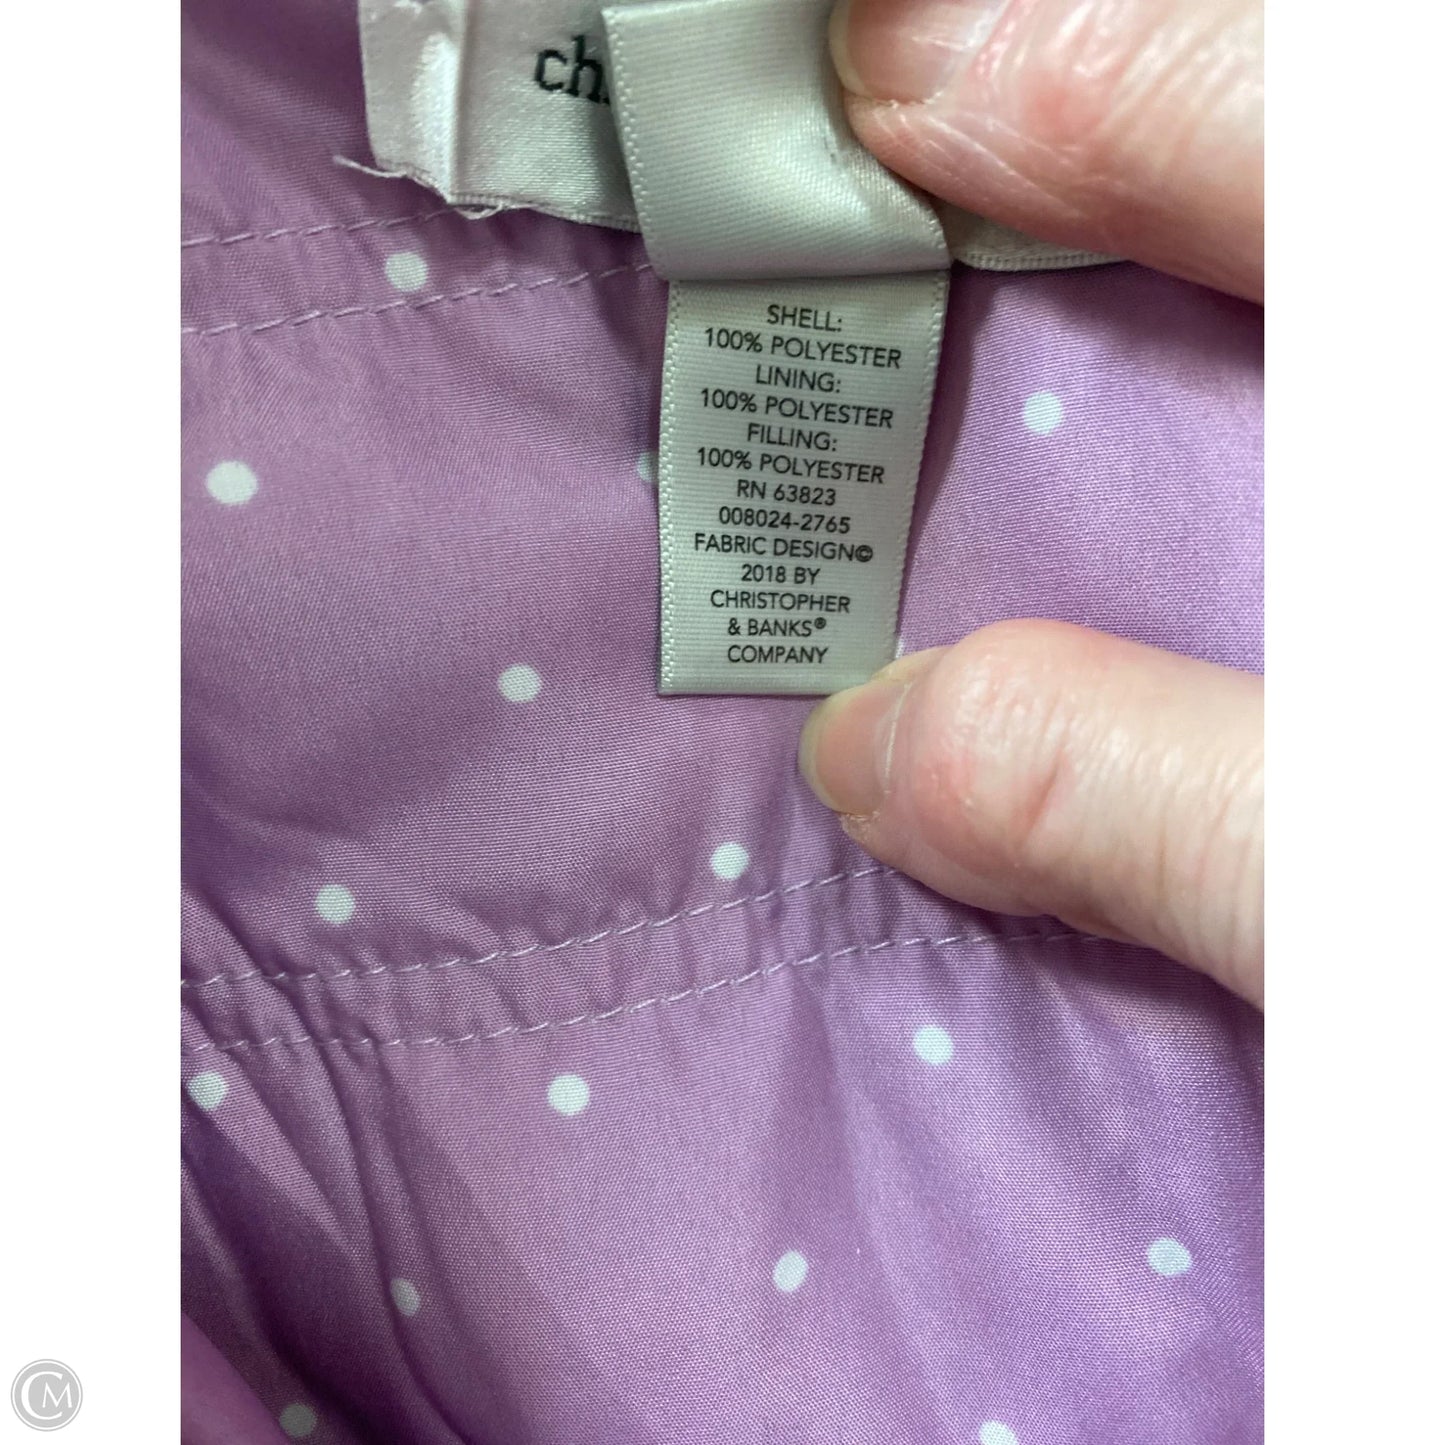 ch
SHELL:
100% POLYESTER
LINING:
100% POLYESTER
FILLING:
100% POLYESTER
RN 63823
008024-2765
FABRIC DESIGN©
2018 BY
CHRISTOPHER
& BANKS®
COMPANY
CM